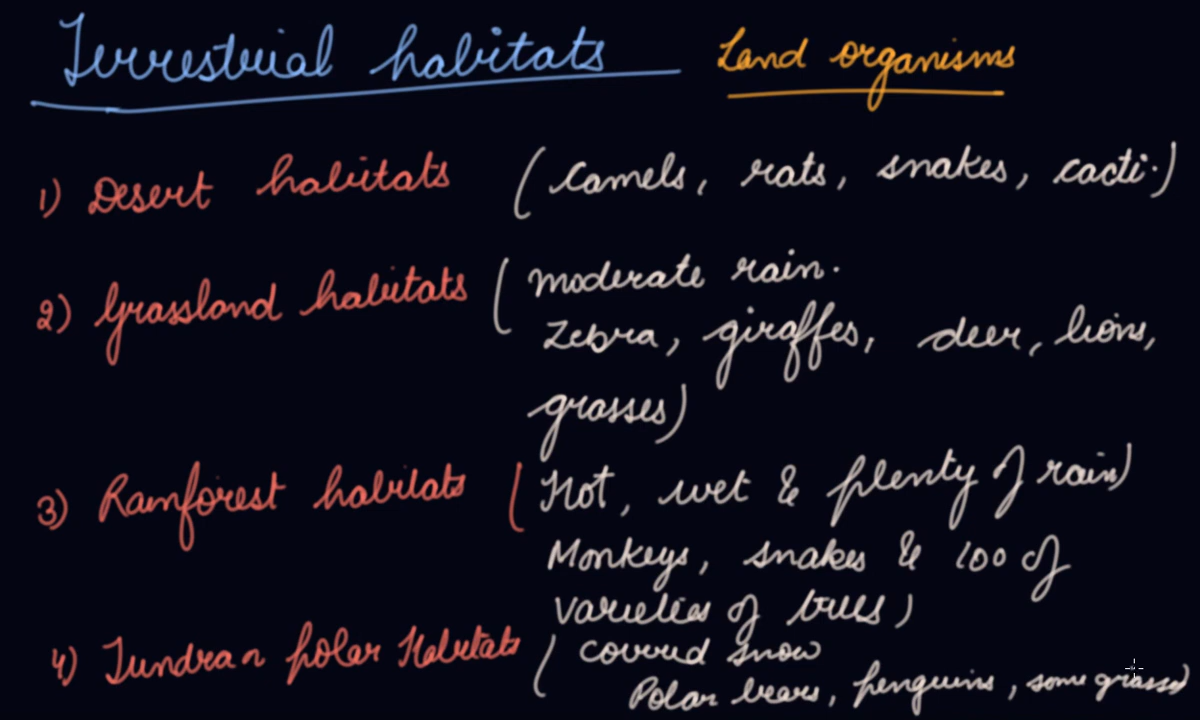 Terrestrial habitats Land organisms
1) Desert habitats (Camels, rats, snakes, cacti.)
2) Grassland habitats (moderate rain.
Zebra, giraffes, deer, lions,
grasses)
3) Rainforest habitats (Hot, wet & plenty of rain)
Monkeys, snakes & 100 of
varieties of trees)
4) Tundra polar Habitats (covered snow
Polar bears, penguins, some grasses)